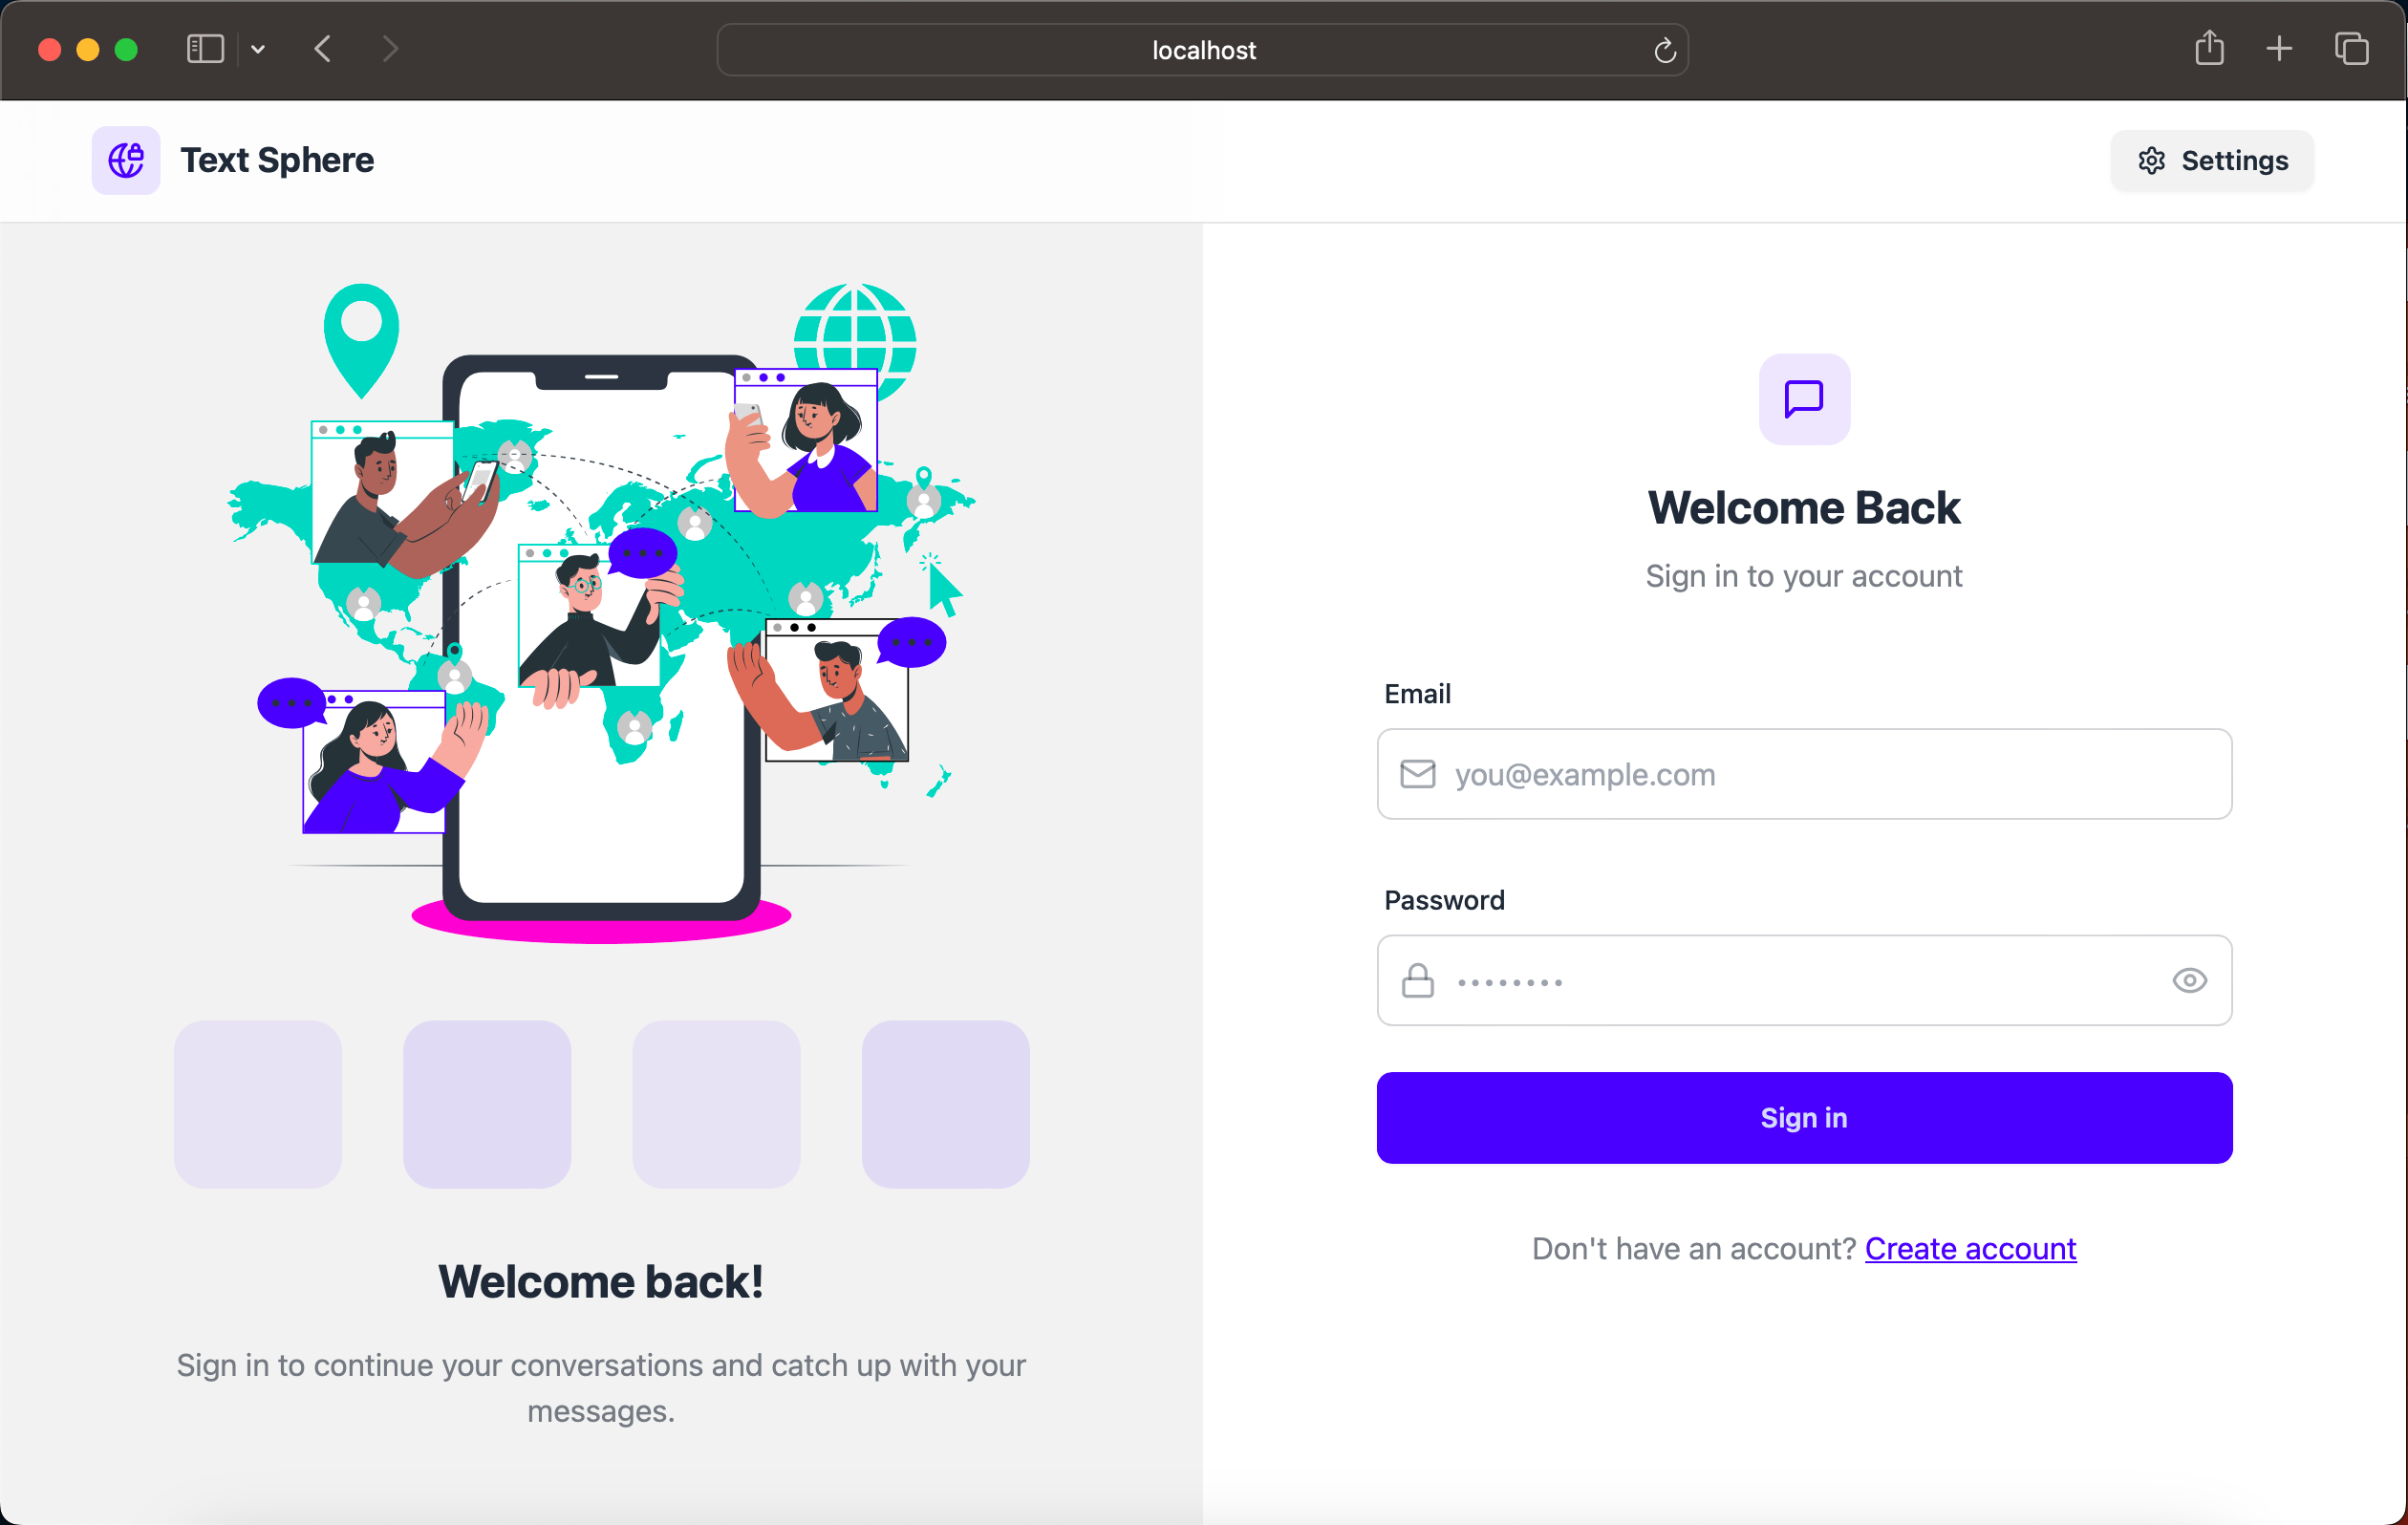 localhost
Text Sphere
Settings
Welcome back!
Sign in to continue your conversations and catch up with your
messages.
Welcome Back
Sign in to your account
Email
you@example.com
Password
••••••••
Sign in
Don't have an account? Create account